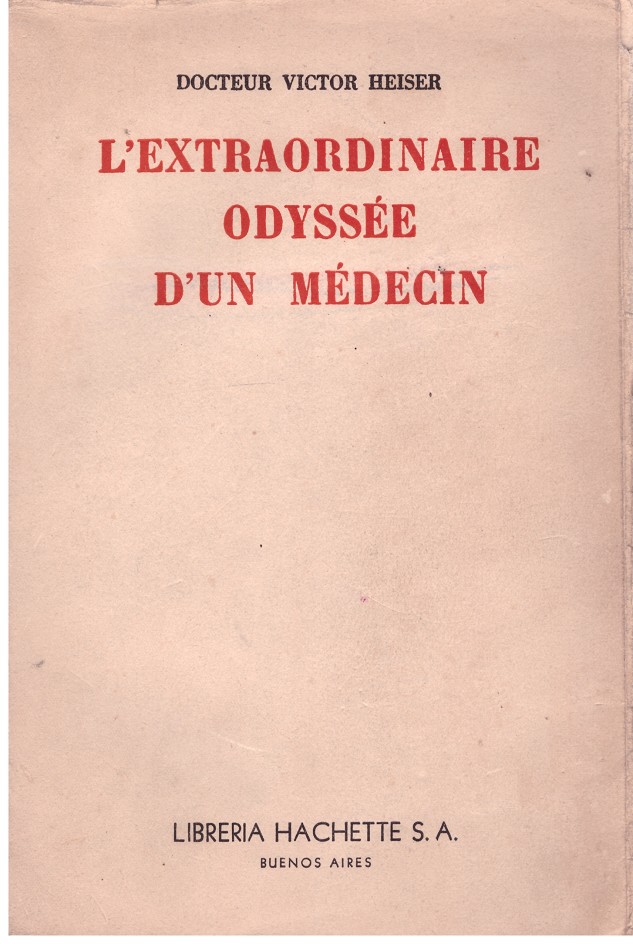 DOCTEUR VICTOR HEISER
L'EXTRAORDINAIRE
ODYSSÉE
D'UN MÉDECIN
LIBRERIA HACHETTE S. A.
BUENOS AIRES